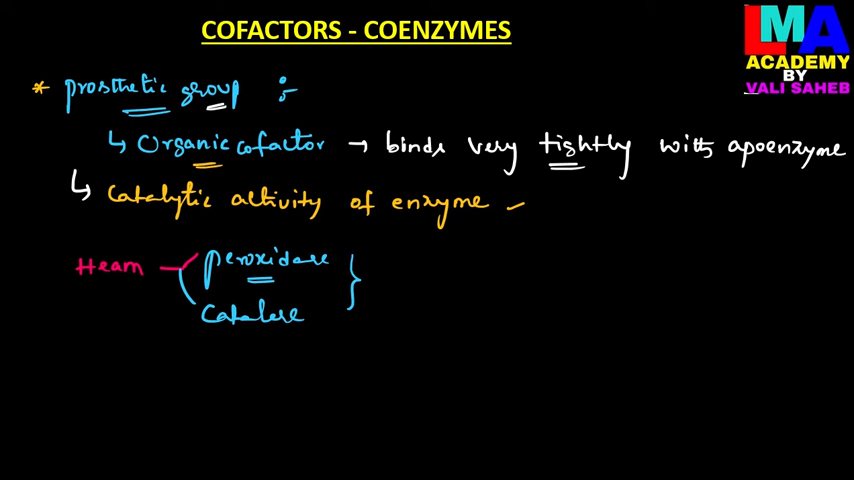 COFACTORS - COENZYMES
LMA
ACADEMY
BY
VALI SAHEB
* prosthetic group :-
↳ Organic cofactor → binds very tightly with apoenzyme
↳ Catalytic activity of enzyme
Heam
peroxidase
Catalese